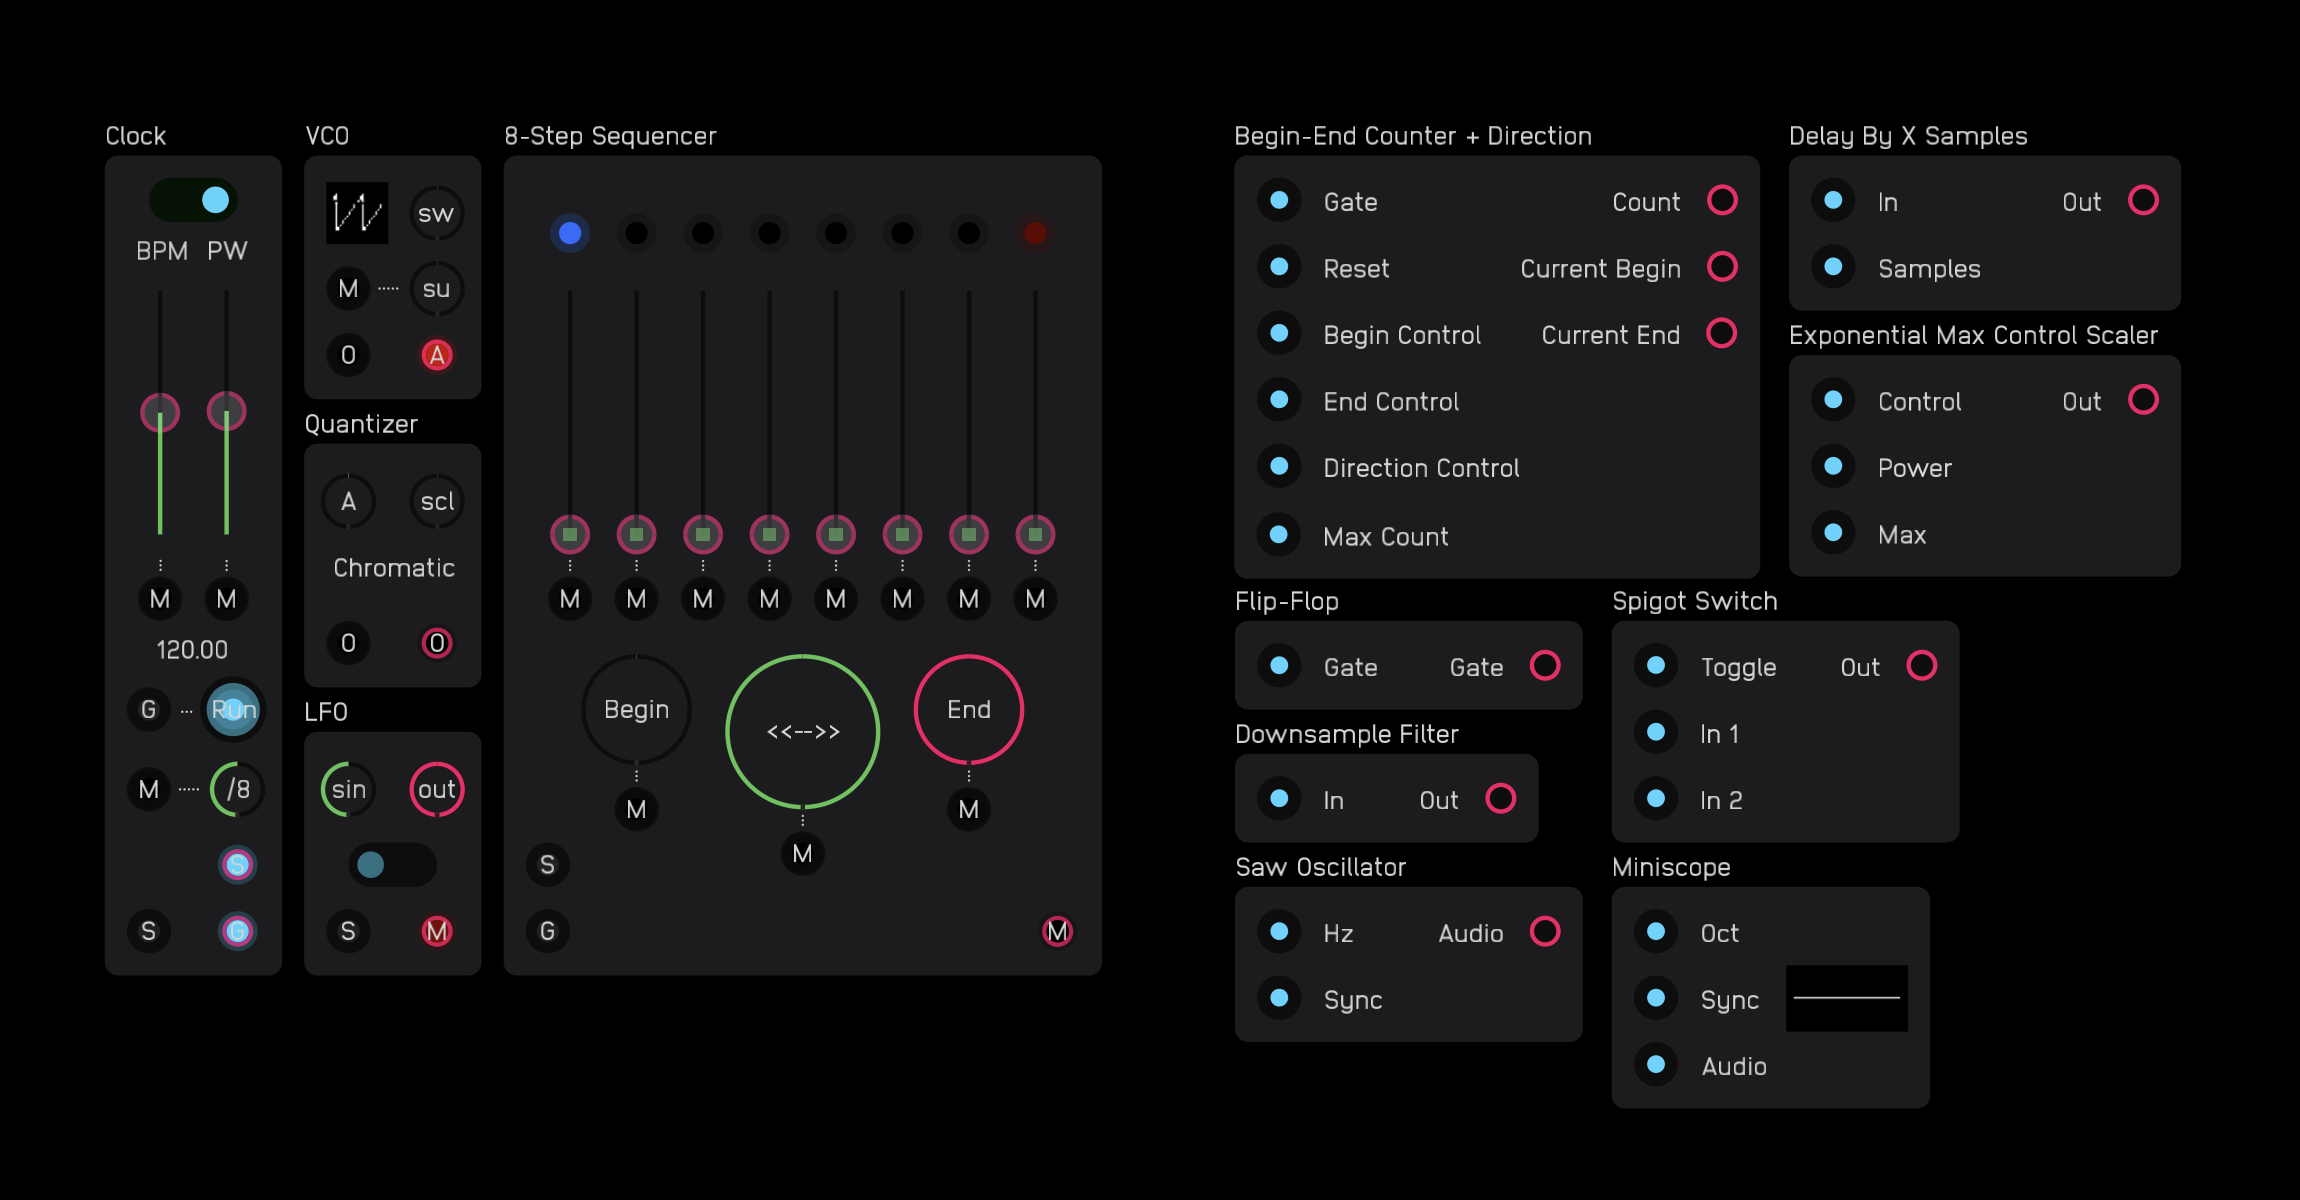 Clock
BPM PW
M M
120.00
G Run
M /8
S
S G
VCO
sw
M su
O A
Quantizer
A scl
Chromatic
O O
LFO
sin out
S M
8-Step Sequencer
M M M M M M M M
Begin <<-->> End
M M
M
S
G M
Begin-End Counter + Direction
Gate Count
Reset Current Begin
Begin Control Current End
End Control
Direction Control
Max Count
Delay By X Samples
In Out
Samples
Exponential Max Control Scaler
Control Out
Power
Max
Flip-Flop
Gate Gate
Spigot Switch
Toggle Out
In 1
In 2
Downsample Filter
In Out
Saw Oscillator
Hz Audio
Sync
Miniscope
Oct
Sync
Audio